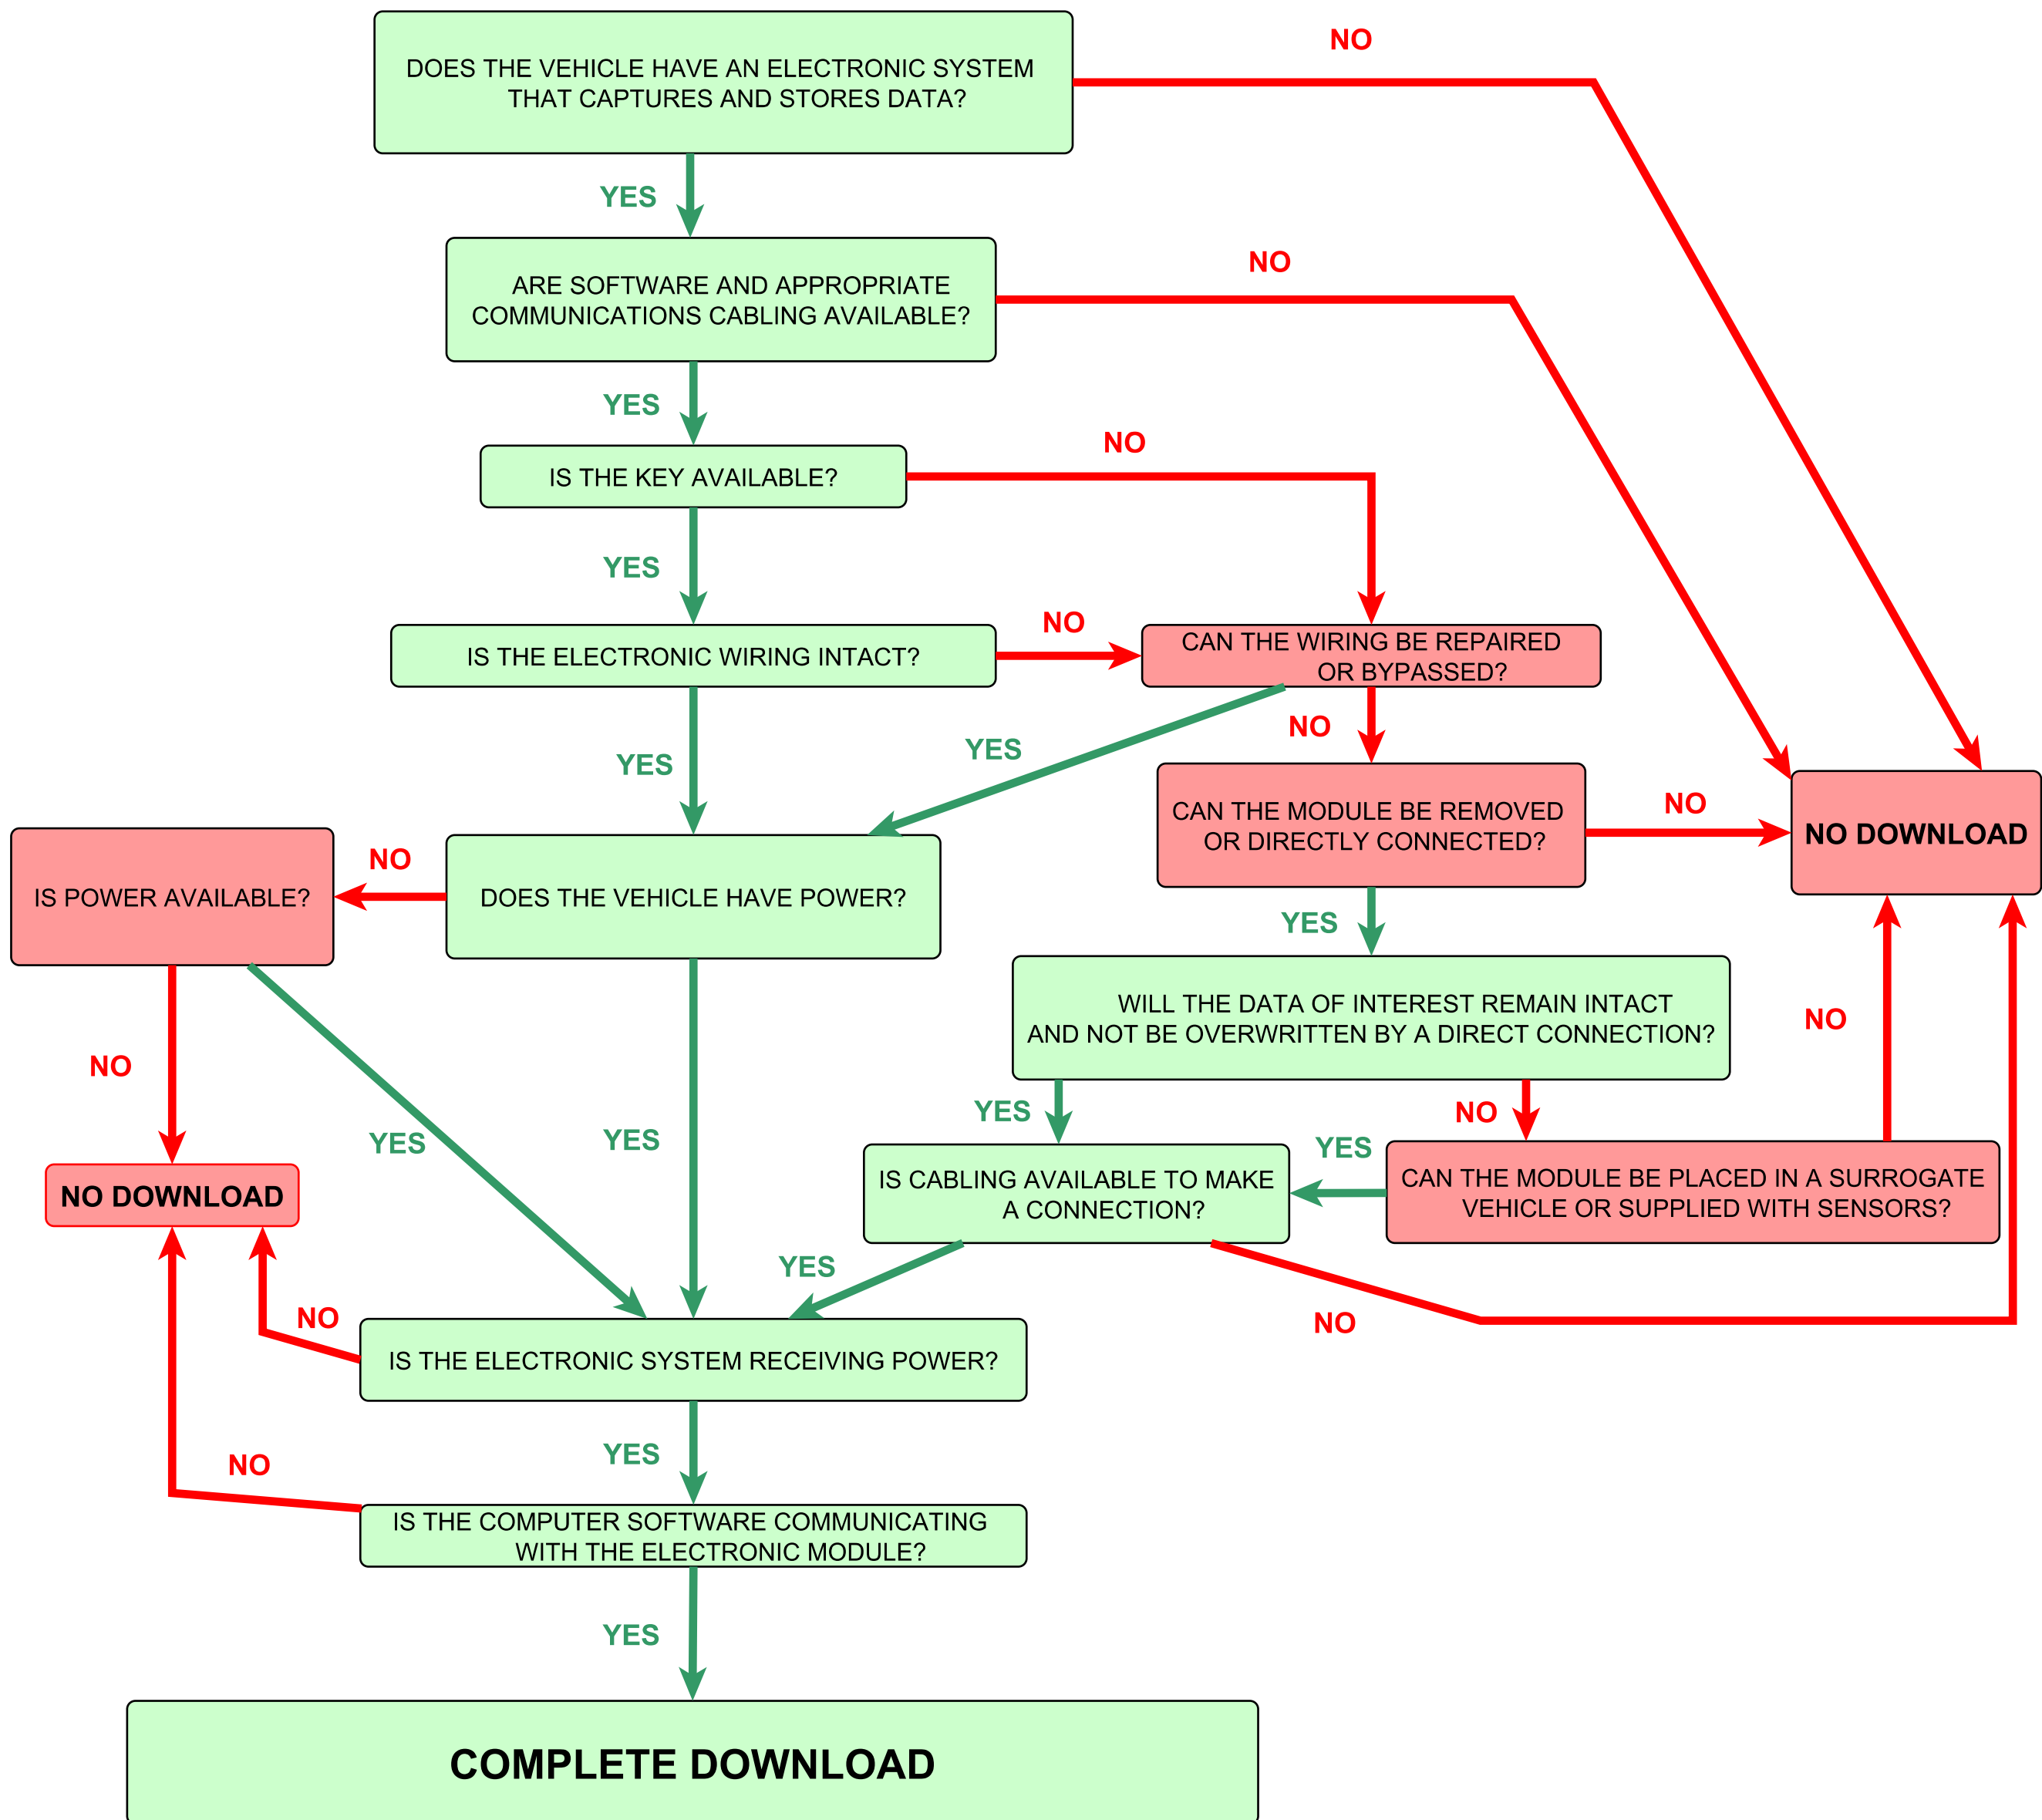 DOES THE VEHICLE HAVE AN ELECTRONIC SYSTEM
THAT CAPTURES AND STORES DATA?
NO
YES
ARE SOFTWARE AND APPROPRIATE
COMMUNICATIONS CABLING AVAILABLE?
NO
YES
IS THE KEY AVAILABLE?
NO
YES
IS THE ELECTRONIC WIRING INTACT?
NO
CAN THE WIRING BE REPAIRED
OR BYPASSED?
YES
YES
NO
CAN THE MODULE BE REMOVED
OR DIRECTLY CONNECTED?
NO
NO DOWNLOAD
IS POWER AVAILABLE?
NO
DOES THE VEHICLE HAVE POWER?
YES
WILL THE DATA OF INTEREST REMAIN INTACT
AND NOT BE OVERWRITTEN BY A DIRECT CONNECTION?
NO
NO
YES
YES
YES
NO
YES
IS CABLING AVAILABLE TO MAKE
A CONNECTION?
CAN THE MODULE BE PLACED IN A SURROGATE
VEHICLE OR SUPPLIED WITH SENSORS?
NO DOWNLOAD
YES
NO
NO
IS THE ELECTRONIC SYSTEM RECEIVING POWER?
YES
NO
IS THE COMPUTER SOFTWARE COMMUNICATING
WITH THE ELECTRONIC MODULE?
YES
COMPLETE DOWNLOAD